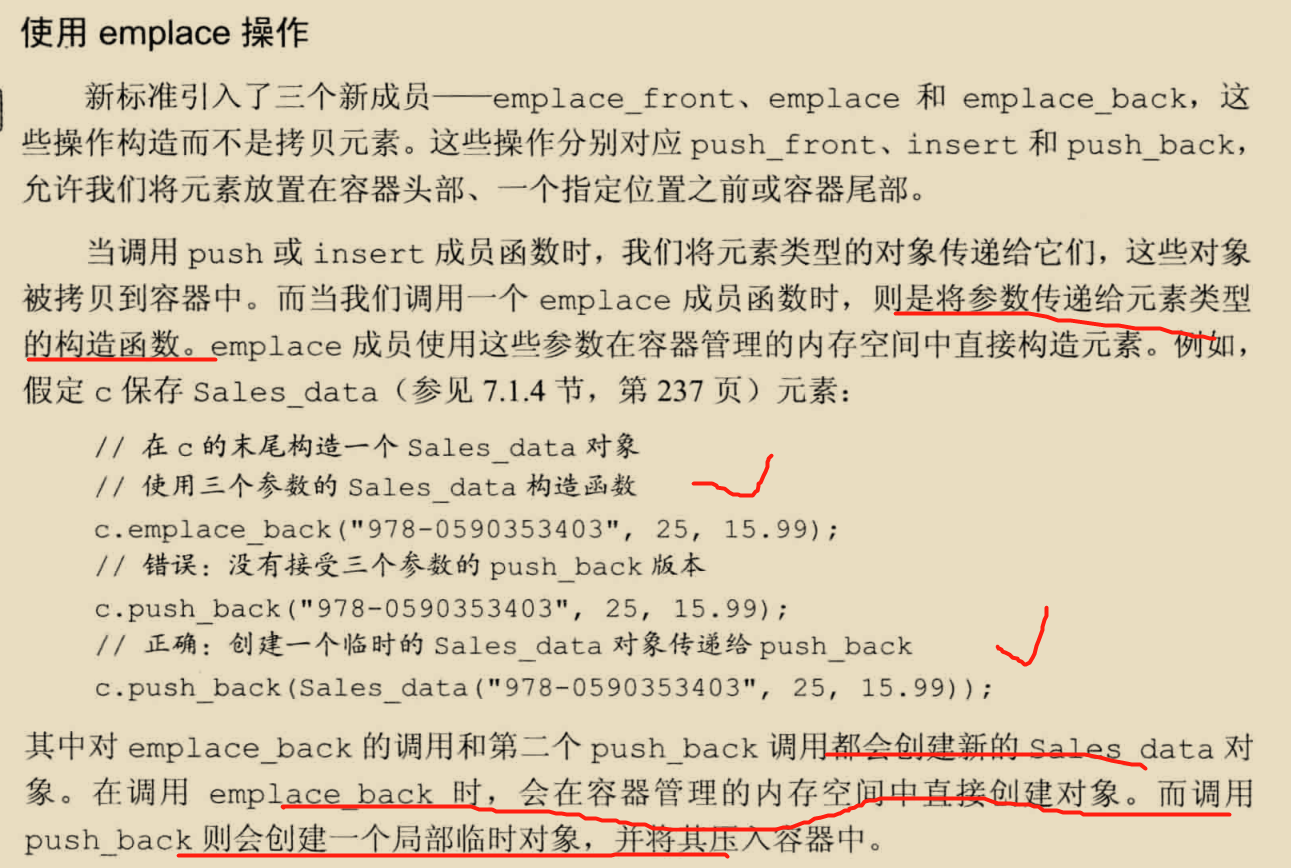 使用 emplace 操作
新标准引入了三个新成员——emplace_front、emplace 和 emplace_back，这
些操作构造而不是拷贝元素。这些操作分别对应 push_front、insert 和 push_back，
允许我们将元素放置在容器头部、一个指定位置之前或容器尾部。
当调用 push 或 insert 成员函数时，我们将元素类型的对象传递给它们，这些对象
被拷贝到容器中。而当我们调用一个 emplace 成员函数时，则是将参数传递给元素类型
的构造函数。emplace 成员使用这些参数在容器管理的内存空间中直接构造元素。例如，
假定 c 保存 Sales_data（参见 7.1.4 节，第 237 页）元素：
// 在 c 的末尾构造一个 Sales_data 对象
// 使用三个参数的 Sales_data 构造函数
c.emplace_back("978-0590353403", 25, 15.99);
// 错误：没有接受三个参数的 push_back 版本
c.push_back("978-0590353403", 25, 15.99);
// 正确：创建一个临时的 Sales_data 对象传递给 push_back
c.push_back(Sales_data("978-0590353403", 25, 15.99));
其中对 emplace_back 的调用和第二个 push_back 调用都会创建新的 Sales_data 对
象。在调用 emplace_back 时，会在容器管理的内存空间中直接创建对象。而调用
push_back 则会创建一个局部临时对象，并将其压入容器中。